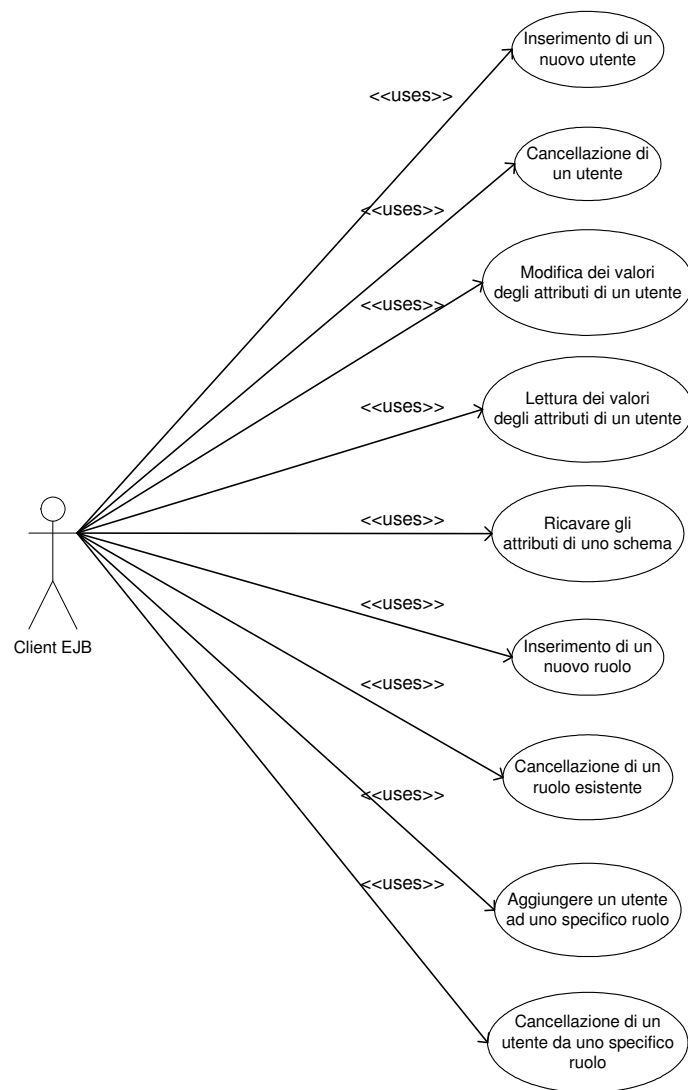 Inserimento di un
nuovo utente
<<uses>>
Cancellazione di
un utente
<<uses>>
Modifica dei valori
degli attributi di un utente
<<uses>>
Lettura dei valori
degli attributi di un utente
<<uses>>
Ricavare gli
attributi di uno schema
<<uses>>
Client EJB
Inserimento di un
nuovo ruolo
<<uses>>
Cancellazione di un
ruolo esistente
<<uses>>
Aggiungere un utente
ad uno specifico ruolo
<<uses>>
Cancellazione di un
utente da uno specifico
ruolo
<<uses>>